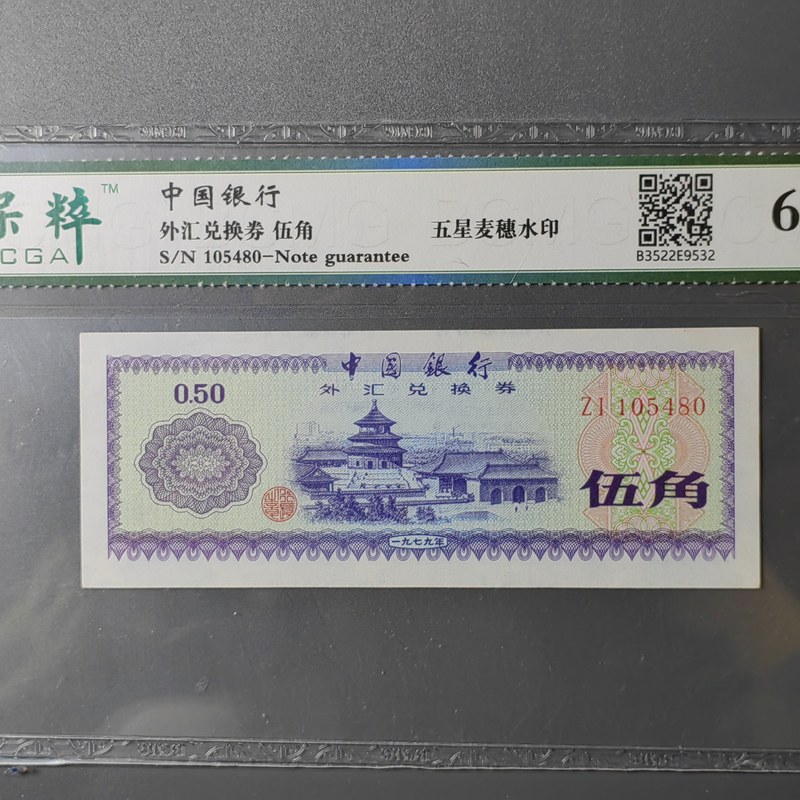 粹™
CGA
中国银行
外汇兑换券 伍角
五星麦穗水印
S/N 105480-Note guarantee
B3522E9532
6
中国银行
外汇兑换券
0.50
ZI 105480
伍角
一九七九年